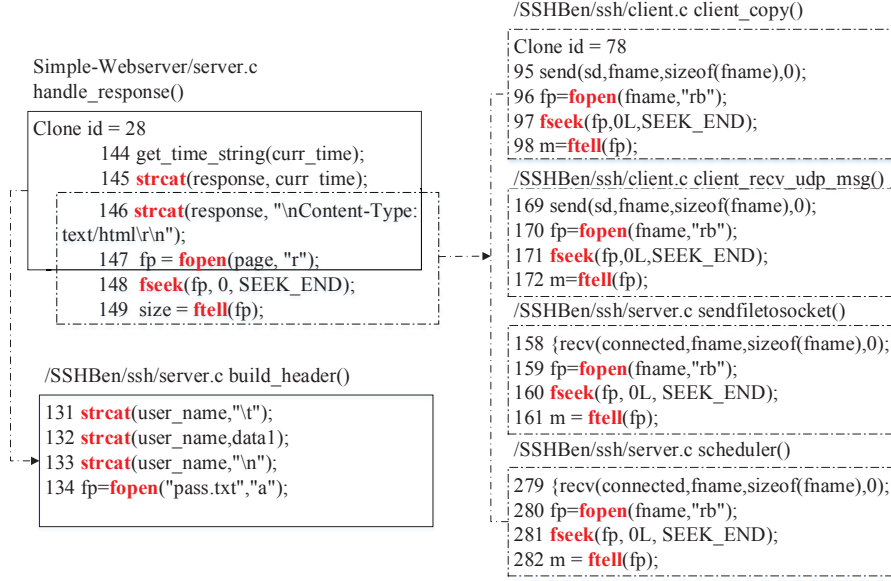 Simple-Webserver/server.c
handle_response()
Clone id = 28
144 get_time_string(curr_time);
145 strcat(response, curr_time);
146 strcat(response, "\nContent-Type:
text/html\r\n");
147 fp = fopen(page, "r");
148 fseek(fp, 0, SEEK_END);
149 size = ftell(fp);
/SSHBen/ssh/server.c build_header()
131 strcat(user_name,"\t");
132 strcat(user_name,data1);
133 strcat(user_name,"\n");
134 fp=fopen("pass.txt","a");
/SSHBen/ssh/client.c client_copy()
Clone id = 78
95 send(sd,fname,sizeof(fname),0);
96 fp=fopen(fname,"rb");
97 fseek(fp,0L,SEEK_END);
98 m=ftell(fp);
/SSHBen/ssh/client.c client_recv_udp_msg()
169 send(sd,fname,sizeof(fname),0);
170 fp=fopen(fname,"rb");
171 fseek(fp,0L,SEEK_END);
172 m=ftell(fp);
/SSHBen/ssh/server.c sendfiletosocket()
158 {recv(connected,fname,sizeof(fname),0);
159 fp=fopen(fname,"rb");
160 fseek(fp, 0L, SEEK_END);
161 m = ftell(fp);
/SSHBen/ssh/server.c scheduler()
279 {recv(connected,fname,sizeof(fname),0);
280 fp=fopen(fname,"rb");
281 fseek(fp, 0L, SEEK_END);
282 m = ftell(fp);